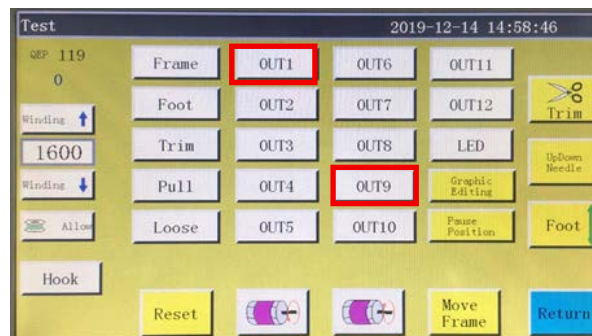 Test 2019-12-14 14:58:46
QEP 119
0
Frame OUT1 OUT6 OUT11
Foot OUT2 OUT7 OUT12
Winding
Trim
1600
Trim OUT3 OUT8 LED
UpDown
Needle
Winding
Pull OUT4 OUT9 Graphic
Editing
Allow
Loose OUT5 OUT10 Pause
Position
Foot
Hook
Reset
Move
Frame
Return